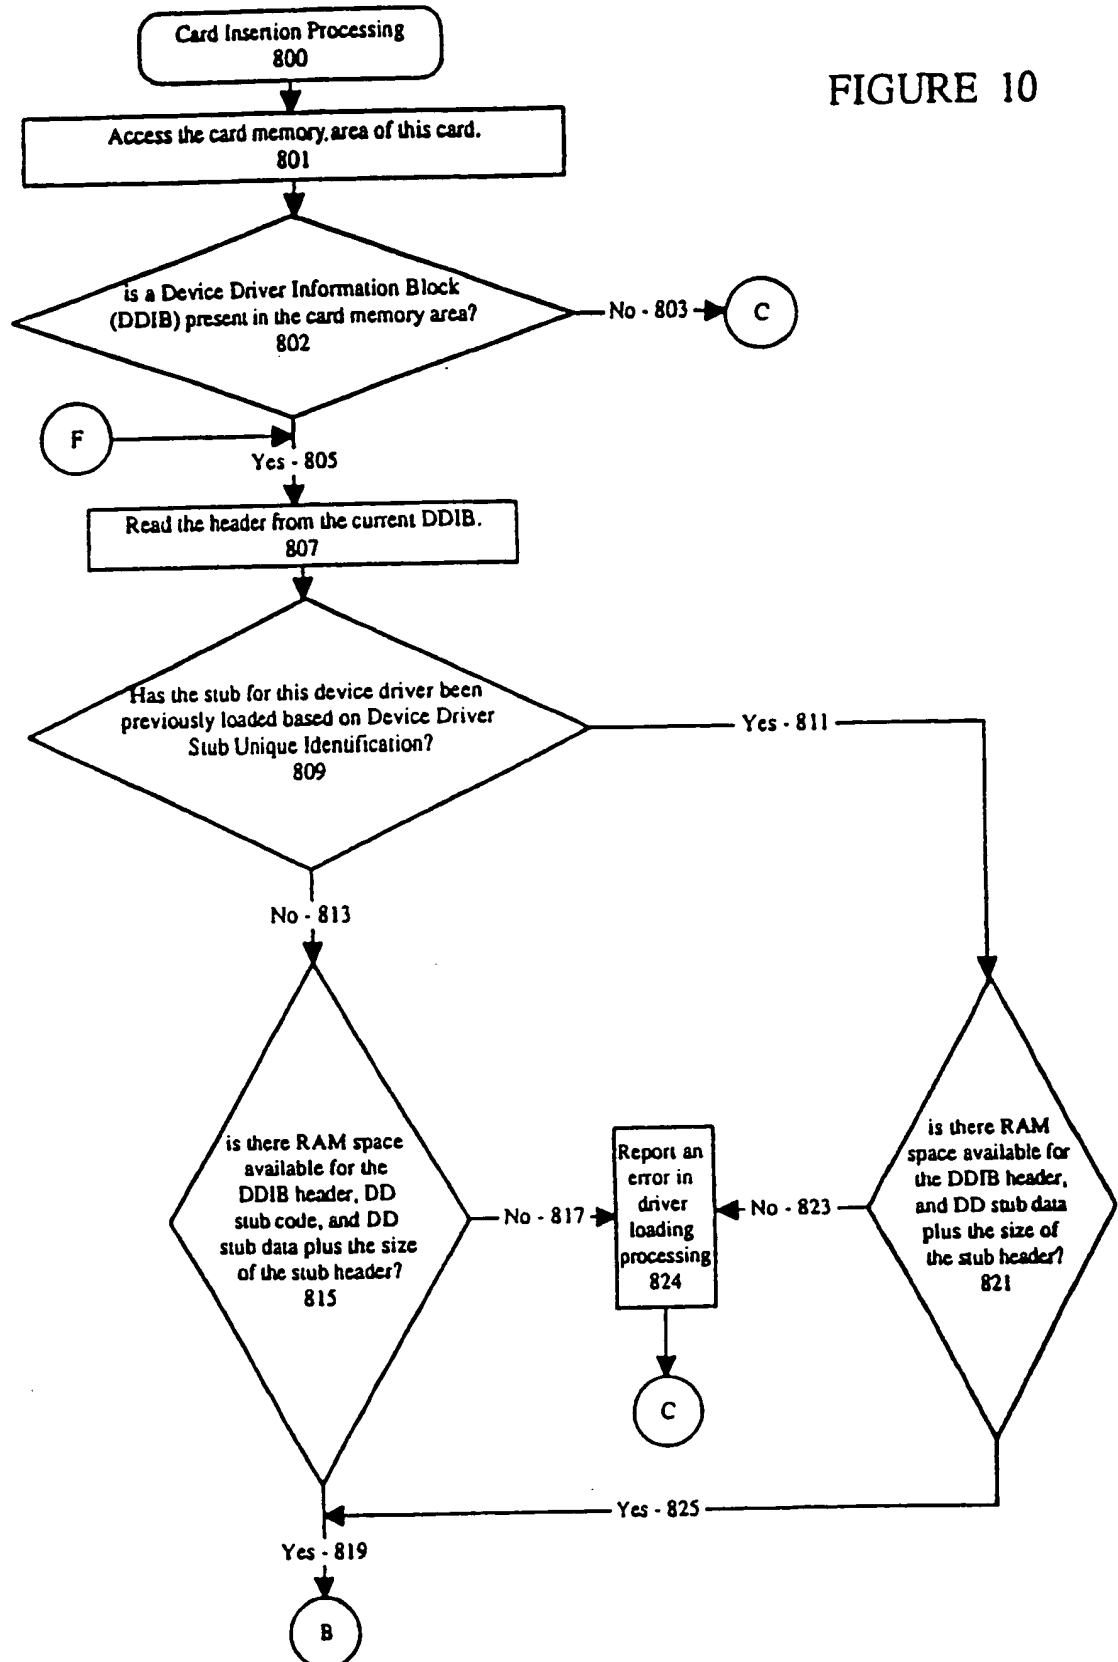 Card Insertion Processing
800
FIGURE 10
Access the card memory area of this card.
801
is a Device Driver Information Block
(DDIB) present in the card memory area?
802
No - 803
C
F
Yes - 805
Read the header from the current DDIB.
807
Has the stub for this device driver been
previously loaded based on Device Driver
Stub Unique Identification?
809
Yes - 811
No - 813
is there RAM space
available for the
DDIB header, DD
stub code, and DD
stub data plus the size
of the stub header?
815
No - 817
Report an
error in
driver
loading
processing
824
No - 823
is there RAM
space available for
the DDIB header,
and DD stub data
plus the size of
the stub header?
821
C
Yes - 825
Yes - 819
B